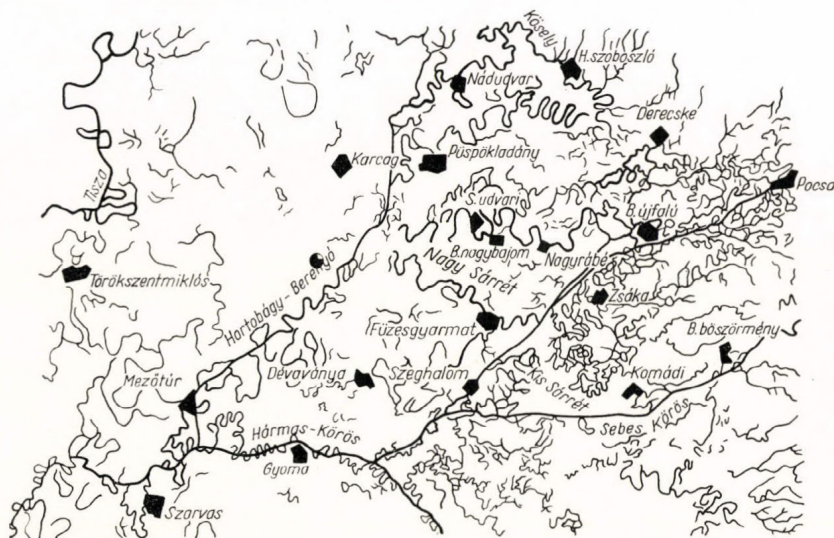 Kösely
H.szoboszló
Nádudvar
Derecske
Karcag
Püspökladány
Pocsaj
Tisza
S.udvari
B.újfalú
B.nagybajom
Nagyrábé
Törökszentmiklós
Nagy Sárrét
Hortobágy-Berettyó
Zsáka
Füzesgyarmat
B.böszörmény
Dévaványa
Szeghalom
Kis Sárrét
Komádi
Mezőtúr
Hármas-Körös
Sebes Körös
Gyoma
Szarvas